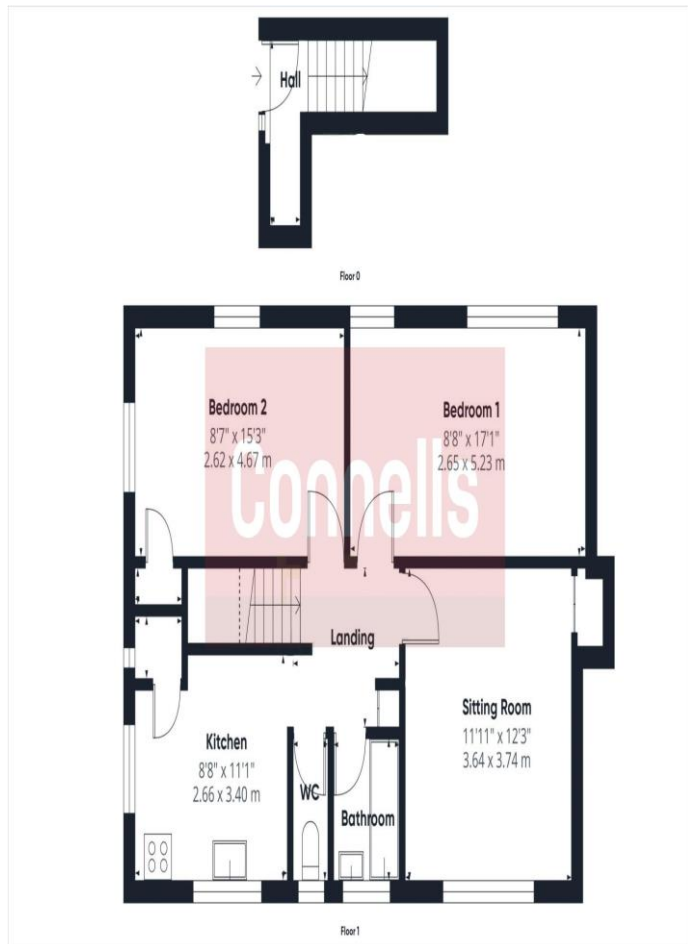 Hall
Floor 0
Bedroom 2
8'7" x 15'3"
2.62 x 4.67 m
Bedroom 1
8'8" x 17'1"
2.65 x 5.23 m
Connells
Landing
Sitting Room
11'11" x 12'3"
3.64 x 3.74 m
Kitchen
8'8" x 11'1"
2.66 x 3.40 m
WC
Bathroom
Floor 1